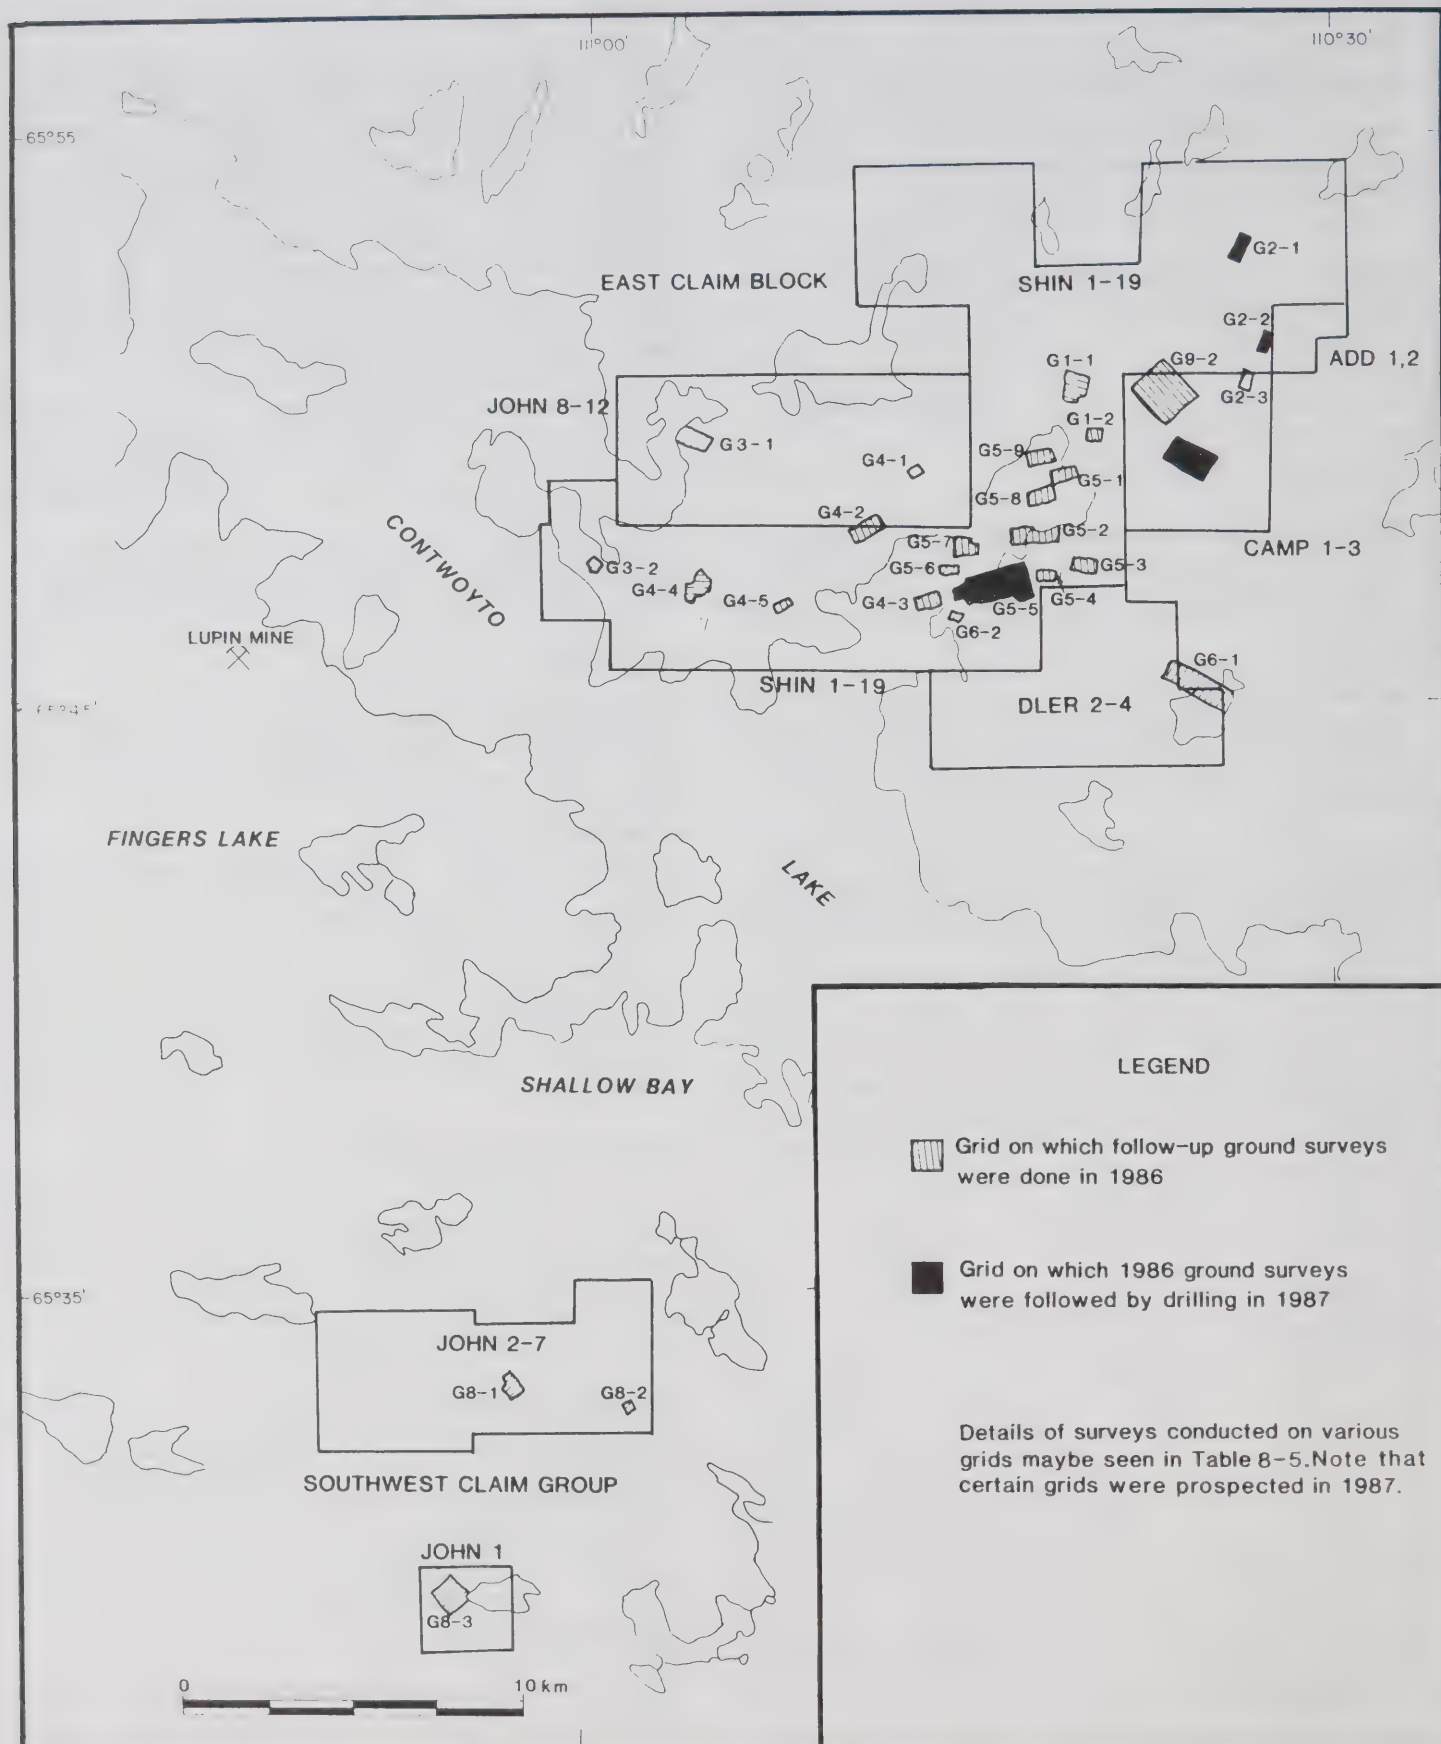 111°00'
110°30'
65°55
EAST CLAIM BLOCK
SHIN 1-19
G2-1
G2-2
ADD 1,2
G9-2
G1-1
G2-3
JOHN 8-12
G3-1
G1-2
G4-1
G5-9
G5-1
G5-8
G4-2
G5-2
G5-7
CAMP 1-3
CONTWOYTO
G3-2
G5-6
G5-3
G4-4
G4-5
G4-3
G5-5
G5-4
G6-2
LUPIN MINE
G6-1
SHIN 1-19
DLER 2-4
65°45'
FINGERS LAKE
LAKE
SHALLOW BAY
LEGEND
Grid on which follow-up ground surveys
were done in 1986
Grid on which 1986 ground surveys
were followed by drilling in 1987
Details of surveys conducted on various
grids maybe seen in Table 8-5.Note that
certain grids were prospected in 1987.
65°35'
JOHN 2-7
G8-1
G8-2
SOUTHWEST CLAIM GROUP
JOHN 1
G8-3
0
10 km